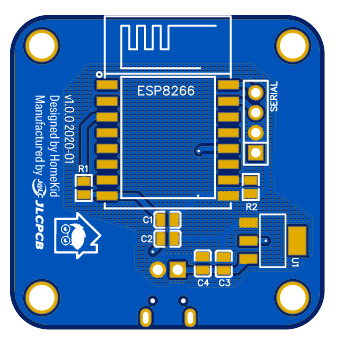 ESP8266
SERIAL
v1.0.0 2020-01
Designed by HomeKid
Manufactured by JLC JLCPCB
R1
R2
C1
C2
C4 C3
U1